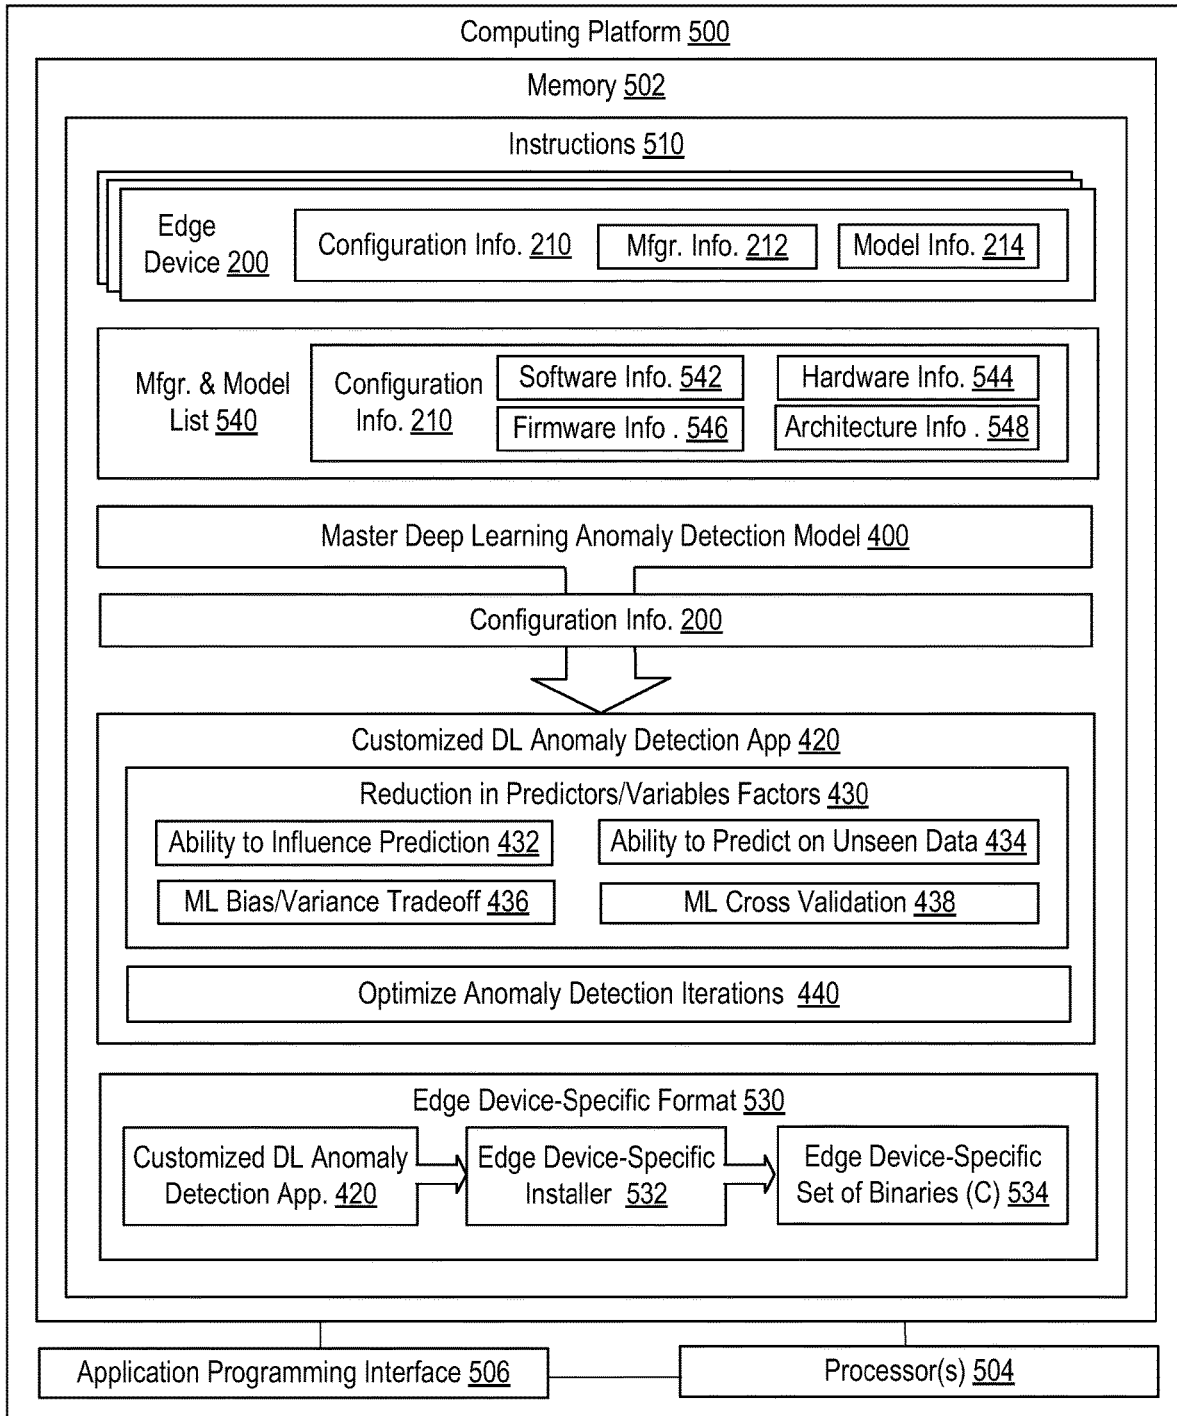 Computing Platform 500
Memory 502
Instructions 510
Edge
Device 200
Configuration Info. 210
Mfgr. Info. 212
Model Info. 214
Mfgr. & Model
List 540
Configuration
Info. 210
Software Info. 542
Hardware Info. 544
Firmware Info . 546
Architecture Info . 548
Master Deep Learning Anomaly Detection Model 400
Configuration Info. 200
Customized DL Anomaly Detection App 420
Reduction in Predictors/Variables Factors 430
Ability to Influence Prediction 432
Ability to Predict on Unseen Data 434
ML Bias/Variance Tradeoff 436
ML Cross Validation 438
Optimize Anomaly Detection Iterations 440
Edge Device-Specific Format 530
Customized DL Anomaly
Detection App. 420
Edge Device-Specific
Installer 532
Edge Device-Specific
Set of Binaries (C) 534
Application Programming Interface 506
Processor(s) 504